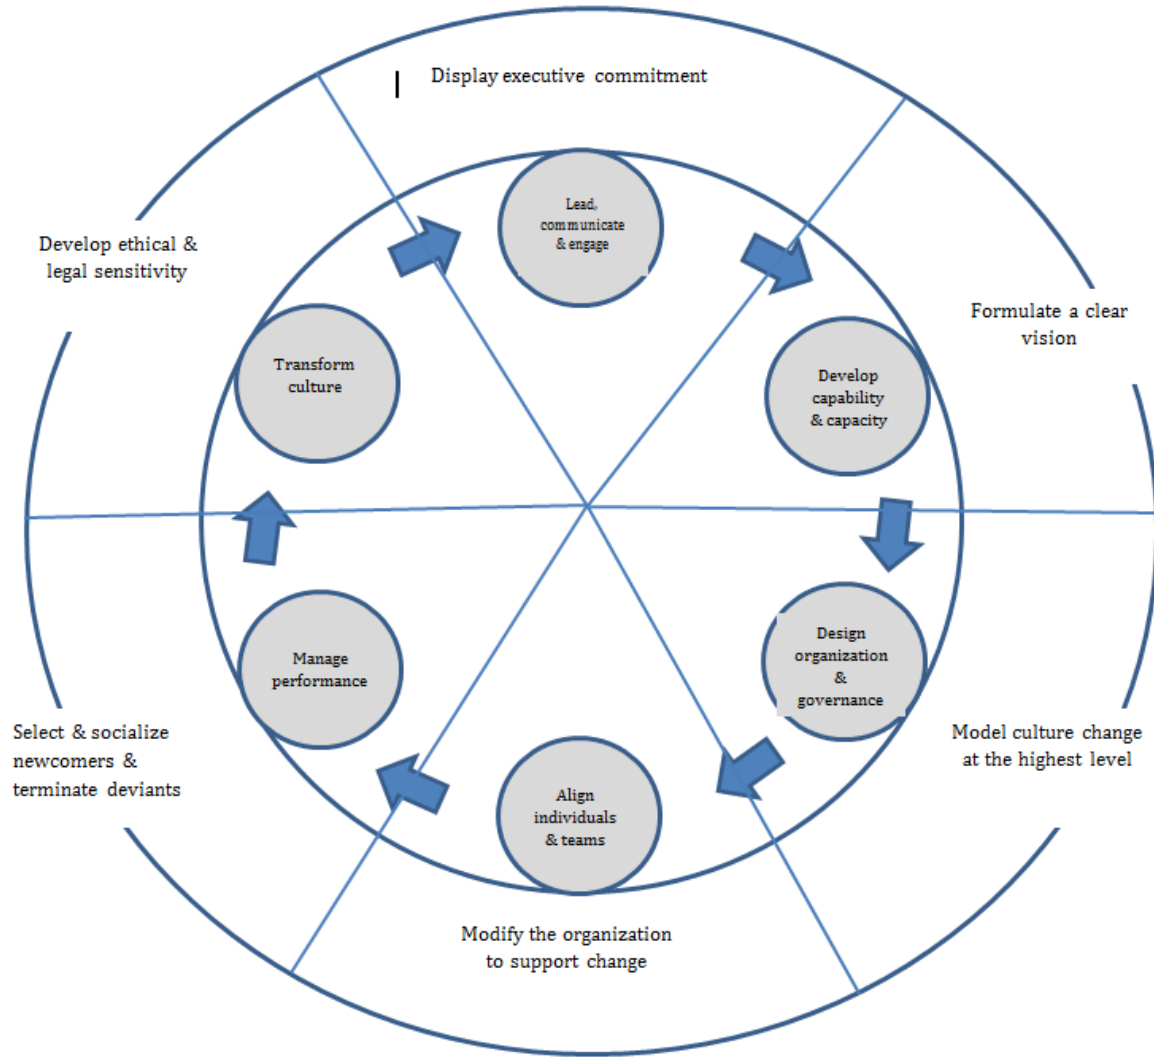 Display executive commitment
Lead,
communicate
& engage
Develop ethical &
legal sensitivity
Formulate a clear
vision
Transform
culture
Develop
capability
& capacity
Design
organization
&
governance
Manage
performance
Select & socialize
newcomers &
terminate deviants
Model culture change
at the highest level
Align
individuals
& teams
Modify the organization
to support change